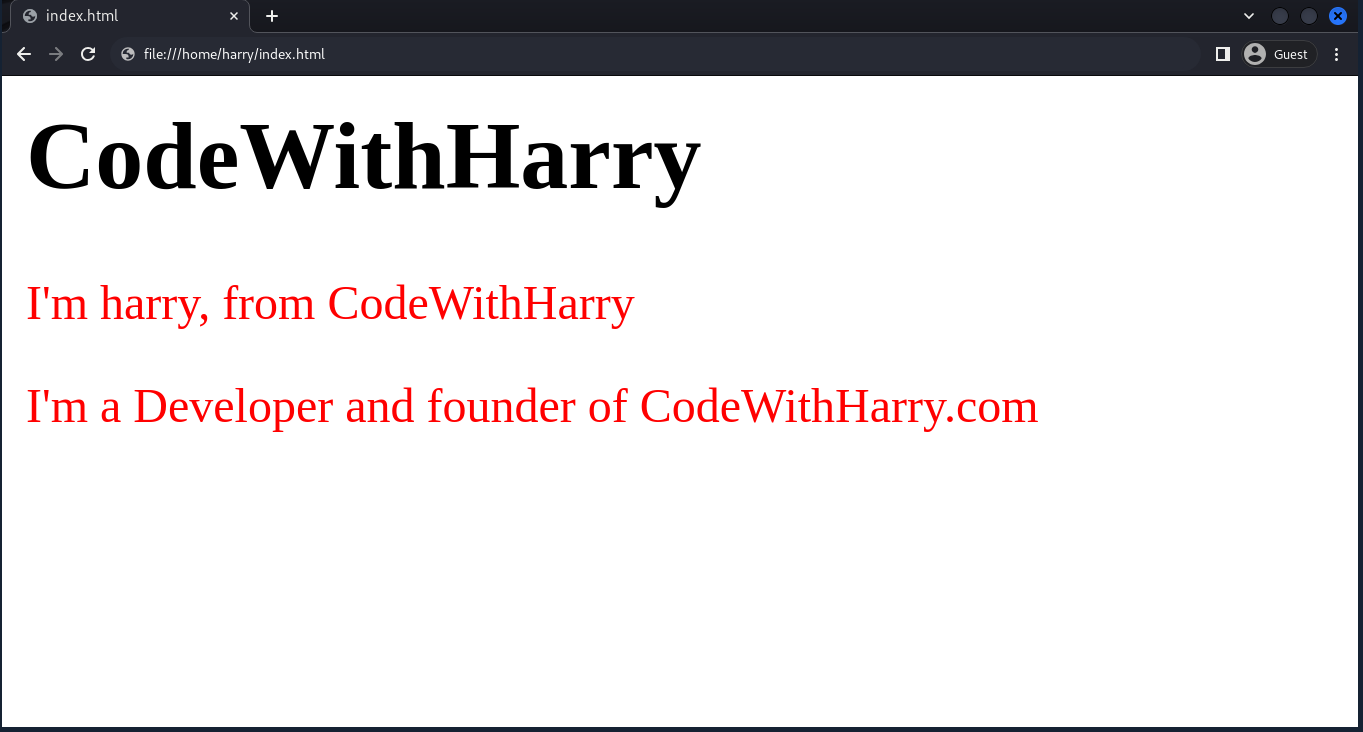 index.html
file:///home/harry/index.html
Guest
CodeWithHarry
I'm harry, from CodeWithHarry
I'm a Developer and founder of CodeWithHarry.com